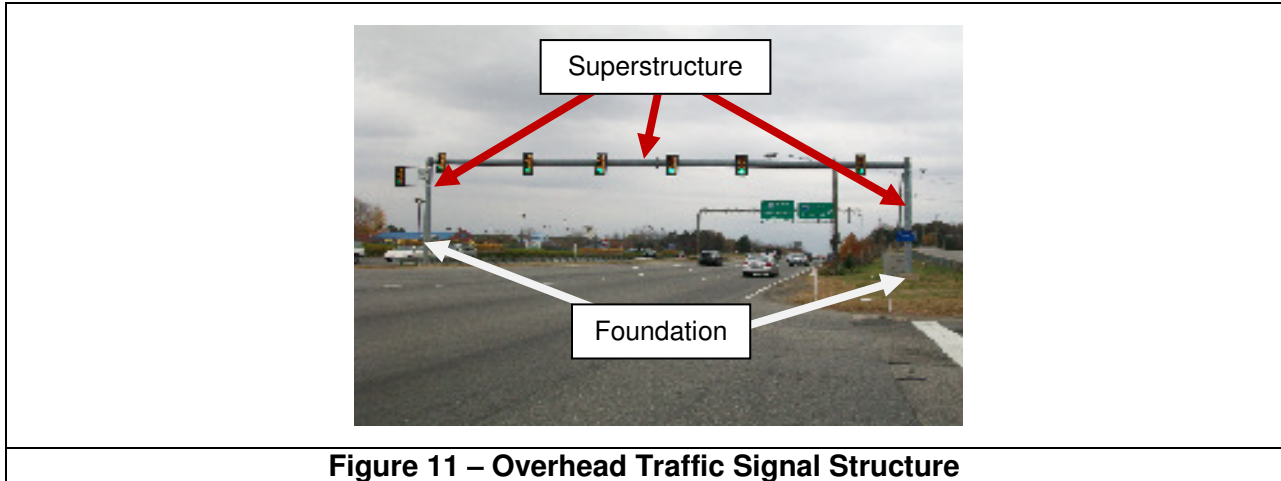 Superstructure
Foundation
Figure 11 – Overhead Traffic Signal Structure